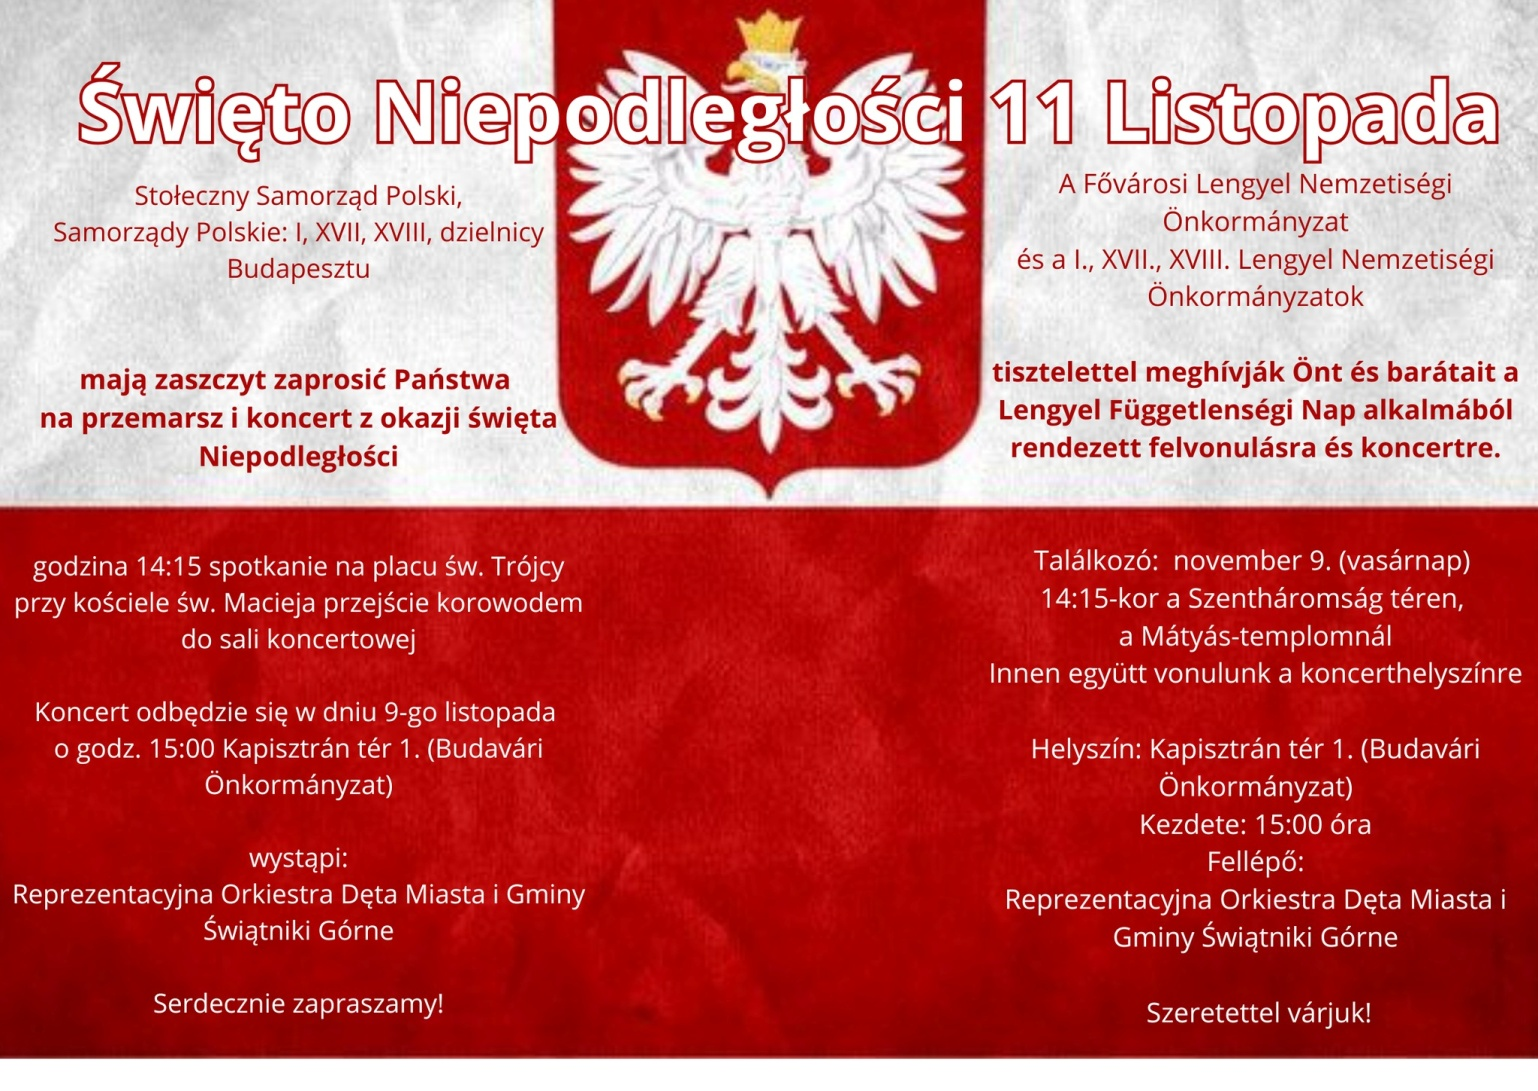 Święto Niepodległości 11 Listopada
Stołeczny Samorząd Polski,
Samorządy Polskie: I, XVII, XVIII, dzielnicy
Budapesztu
mają zaszczyt zaprosić Państwa
na przemarsz i koncert z okazji święta
Niepodległości
godzina 14:15 spotkanie na placu św. Trójcy
przy kościele św. Macieja przejście korowodem
do sali koncertowej
Koncert odbędzie się w dniu 9-go listopada
o godz. 15:00 Kapisztrán tér 1. (Budavári
Önkormányzat)
wystąpi:
Reprezentacyjna Orkiestra Dęta Miasta i Gminy
Świątniki Górne
Serdecznie zapraszamy!
A Fővárosi Lengyel Nemzetiségi
Önkormányzat
és a I., XVII., XVIII. Lengyel Nemzetiségi
Önkormányzatok
tisztelettel meghívják Önt és barátait a
Lengyel Függetlenségi Nap alkalmából
rendezett felvonulásra és koncertre.
Találkozó:  november 9. (vasárnap)
14:15-kor a Szentháromság téren,
a Mátyás-templomnál
Innen együtt vonulunk a koncerthelyszínre
Helyszín: Kapisztrán tér 1. (Budavári
Önkormányzat)
Kezdete: 15:00 óra
Fellépő:
Reprezentacyjna Orkiestra Dęta Miasta i
Gminy Świątniki Górne
Szeretettel várjuk!